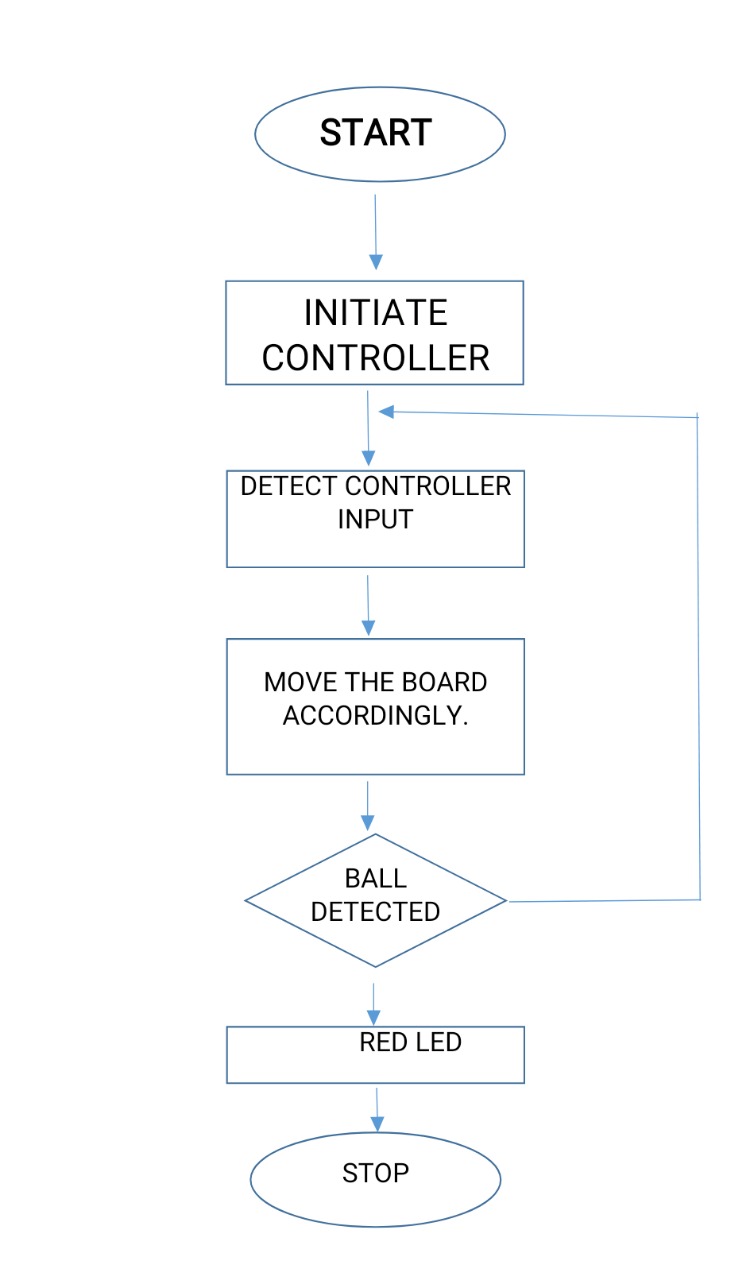 START
INITIATE
CONTROLLER
DETECT CONTROLLER
INPUT
MOVE THE BOARD
ACCORDINGLY.
BALL
DETECTED
RED LED
STOP